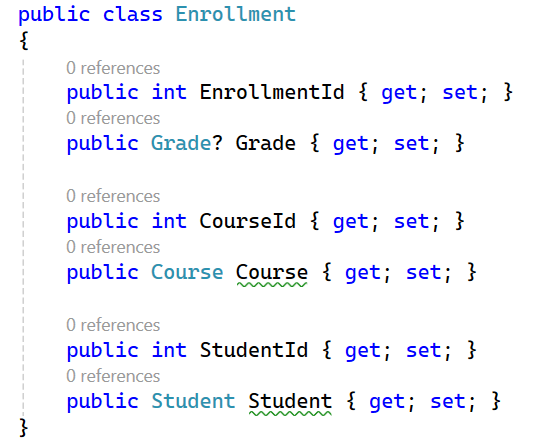 public class Enrollment
{
0 references
public int EnrollmentId { get; set; }
0 references
public Grade? Grade { get; set; }
0 references
public int CourseId { get; set; }
0 references
public Course Course { get; set; }
0 references
public int StudentId { get; set; }
0 references
public Student Student { get; set; }
}